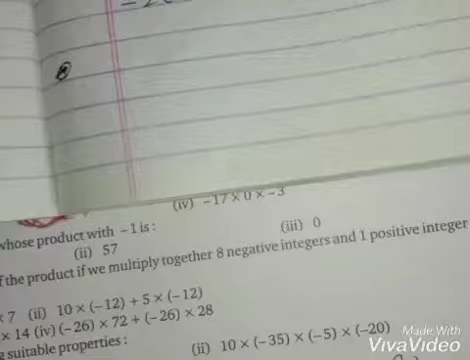 (iv) -17 × 0 × -3
whose product with -1 is:
(ii) 57 (iii) 0
the product if we multiply together 8 negative integers and 1 positive integer
× 7 (ii) 10 × (-12) + 5 × (-12)
× 14 (iv) (-26) × 72 + (-26) × 28
suitable properties:
(ii) 10 × (-35) × (-5) × (-20)
Made With
VivaVideo